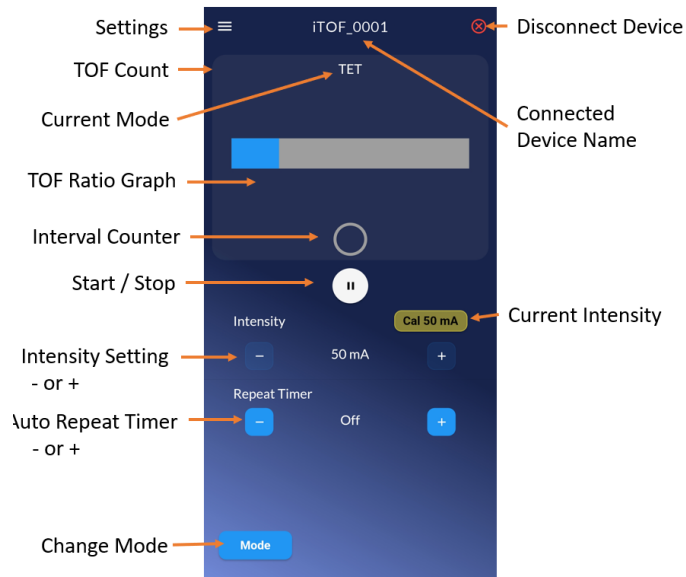 Settings
iTOF_0001
Disconnect Device
TOF Count
TET
Current Mode
Connected
Device Name
TOF Ratio Graph
Interval Counter
Start / Stop
Intensity
Cal 50 mA
Current Intensity
Intensity Setting
- or +
− 50 mA +
Repeat Timer
Auto Repeat Timer
- or +
− Off +
Change Mode
Mode